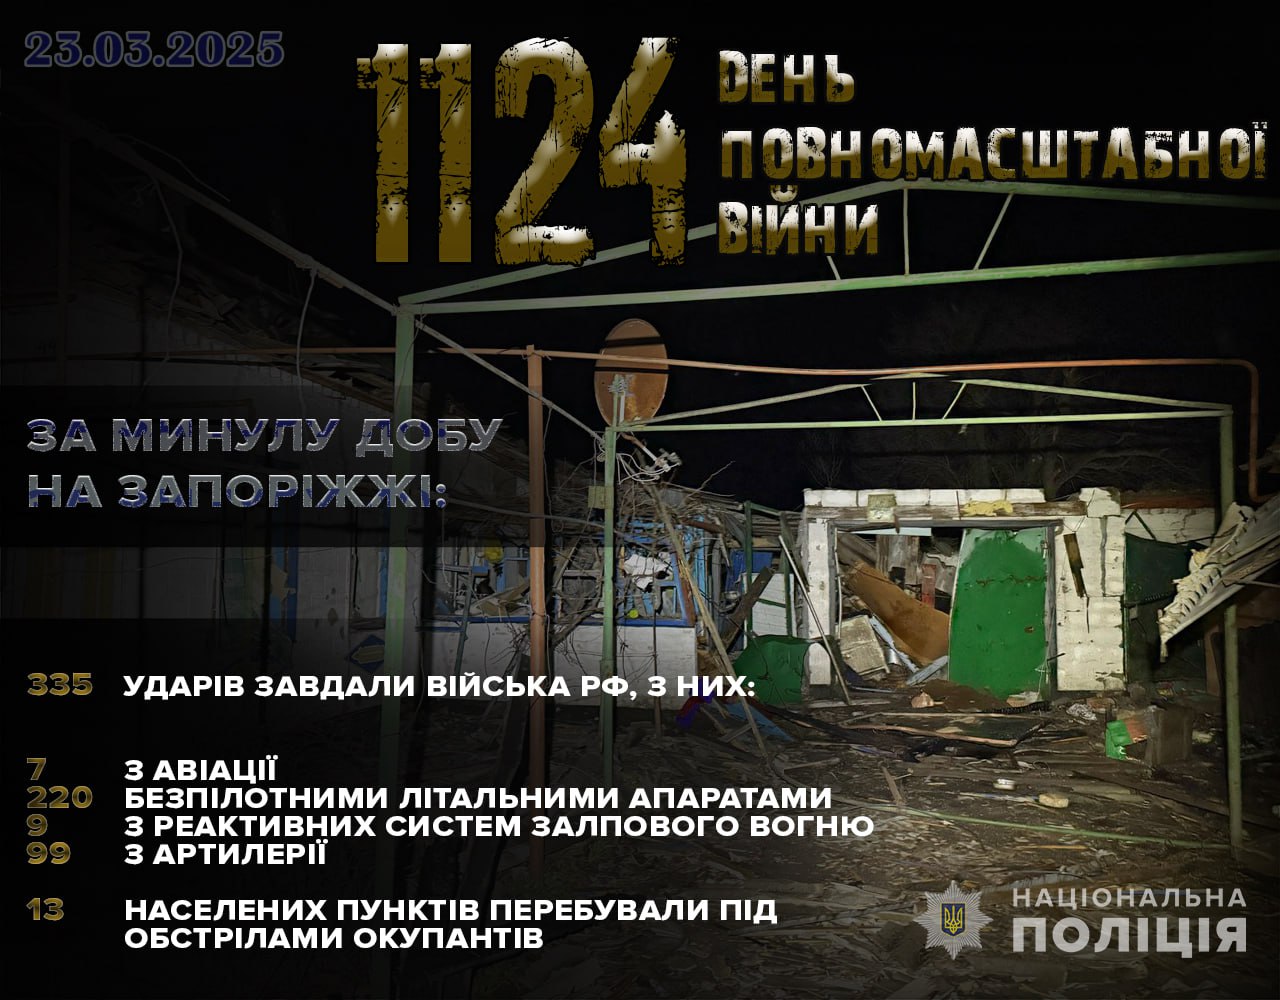 23.03.2025
1124
ДЕНЬ
ПОВНОМАСШТАБНОЇ
ВІЙНИ
ЗА МИНУЛУ ДОБУ
НА ЗАПОРІЖЖІ:
335 УДАРІВ ЗАВДАЛИ ВІЙСЬКА РФ, З НИХ:
7 З АВІАЦІЇ
220 БЕЗПІЛОТНИМИ ЛІТАЛЬНИМИ АПАРАТАМИ
9 З РЕАКТИВНИХ СИСТЕМ ЗАЛПОВОГО ВОГНЮ
99 З АРТИЛЕРІЇ
13 НАСЕЛЕНИХ ПУНКТІВ ПЕРЕБУВАЛИ ПІД
ОБСТРІЛАМИ ОКУПАНТІВ
НАЦІОНАЛЬНА
ПОЛІЦІЯ